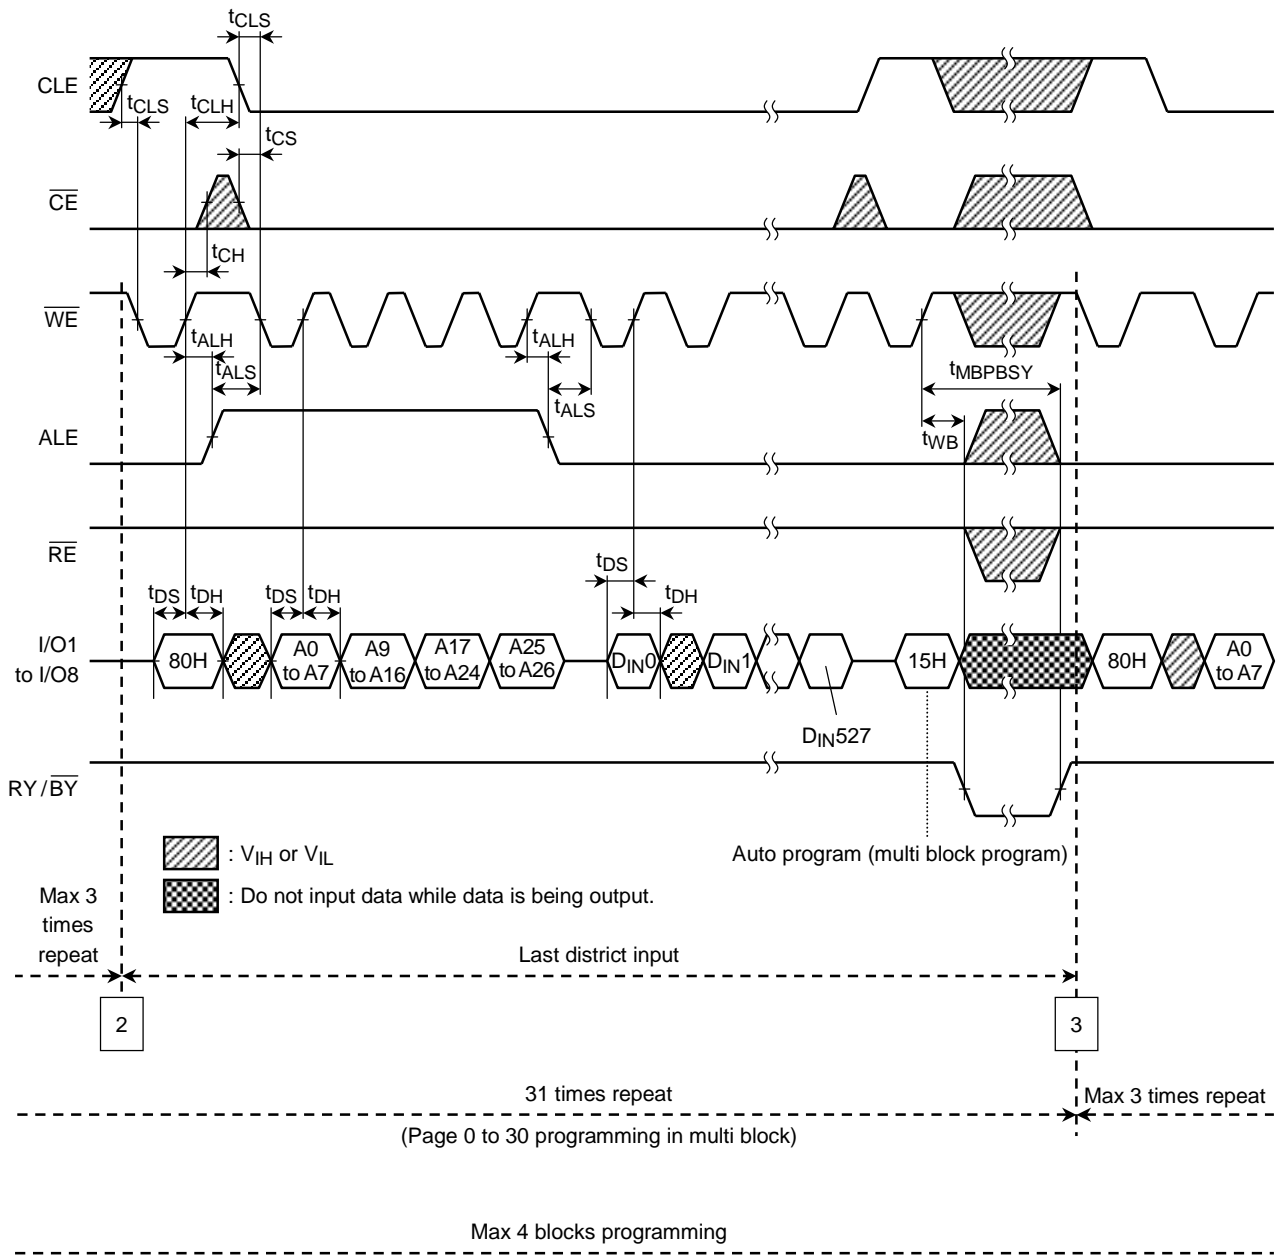 tCLS
CLE
tCLS
tCLH
tCS
CE
tCH
WE
tALH
tALH
tMBPBSY
tALS
tALS
ALE
tWB
RE
tDS
tDS
tDH
tDS
tDH
tDH
I/O1
to I/O8
80H
A0
to A7
A9
to A16
A17
to A24
A25
to A26
DIN0
DIN1
15H
80H
A0
to A7
DIN527
RY/BY
: VIH or VIL
Auto program (multi block program)
: Do not input data while data is being output.
Max 3
times
repeat
Last district input
2
3
31 times repeat
Max 3 times repeat
(Page 0 to 30 programming in multi block)
Max 4 blocks programming